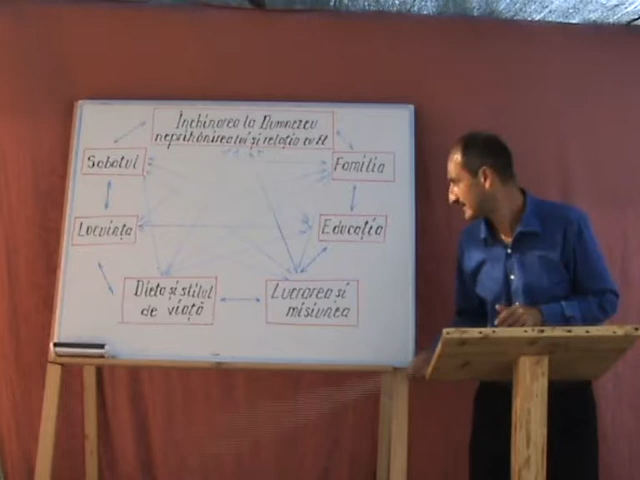 Închinarea la Dumnezeu
neprihănirea lui și relația cu El
Sabatul
Familia
Locuința
Educația
Dieta și stilul
de viață
Lucrarea și
misiunea